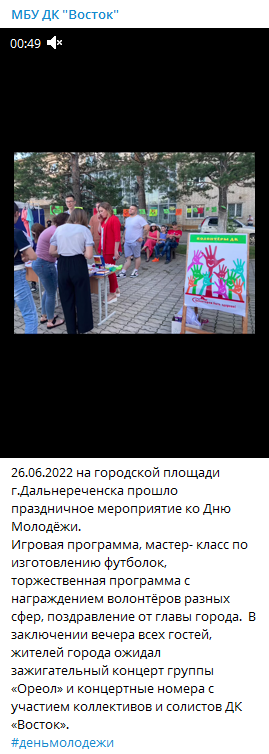 МБУ ДК "Восток"
00:49
ВОЛОНТЁРЫ ДК
26.06.2022 на городской площади
г.Дальнереченска прошло
праздничное мероприятие ко Дню
Молодёжи.
Игровая программа, мастер- класс по
изготовлению футболок,
торжественная программа с
награждением волонтёров разных
сфер, поздравление от главы города.  В
заключении вечера всех гостей,
жителей города ожидал
зажигательный концерт группы
«Ореол» и концертные номера с
участием коллективов и солистов ДК
«Восток».
#деньмолодежи